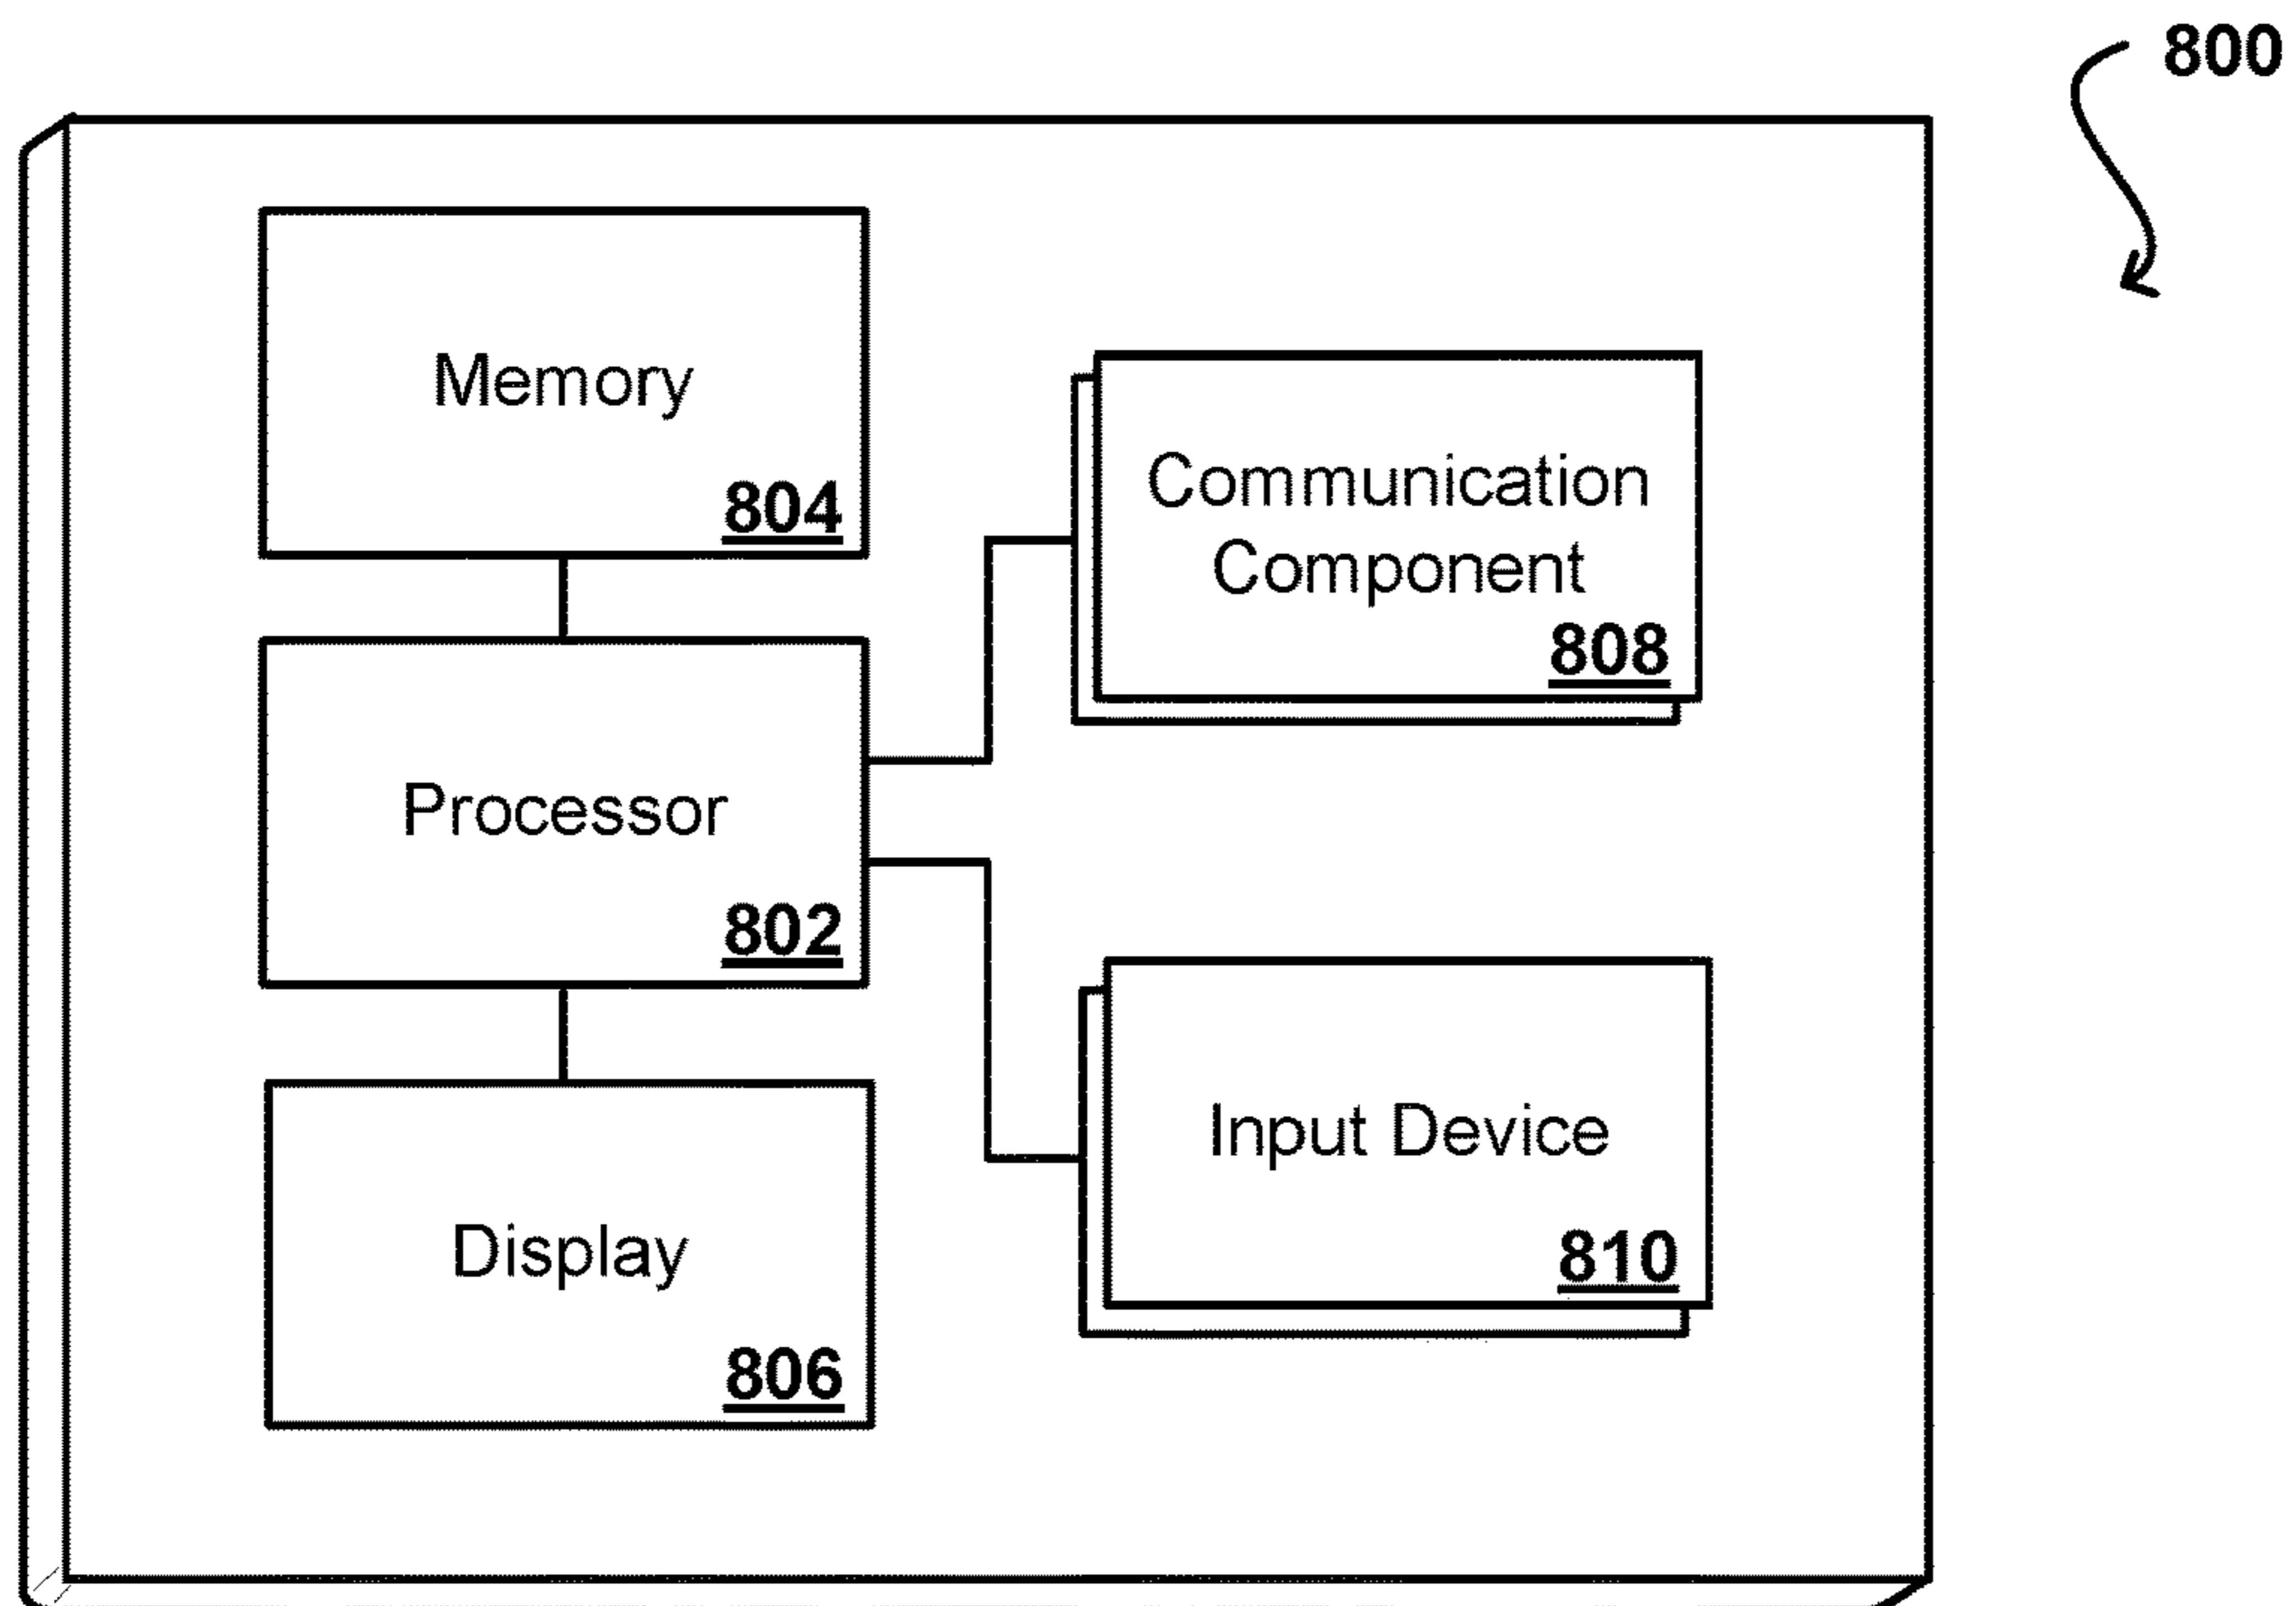 800
Memory
804
Communication
Component
808
Processor
802
Input Device
810
Display
806